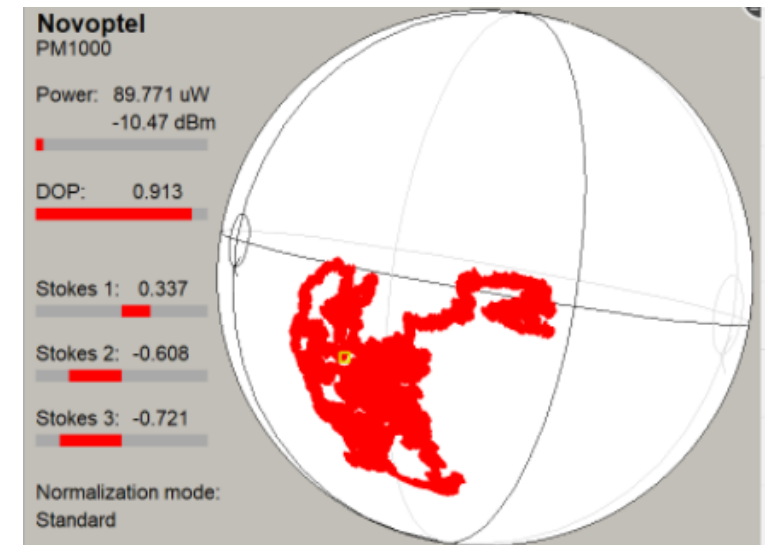 Novoptel
PM1000
Power: 89.771 uW
-10.47 dBm
DOP: 0.913
Stokes 1: 0.337
Stokes 2: -0.608
Stokes 3: -0.721
Normalization mode:
Standard